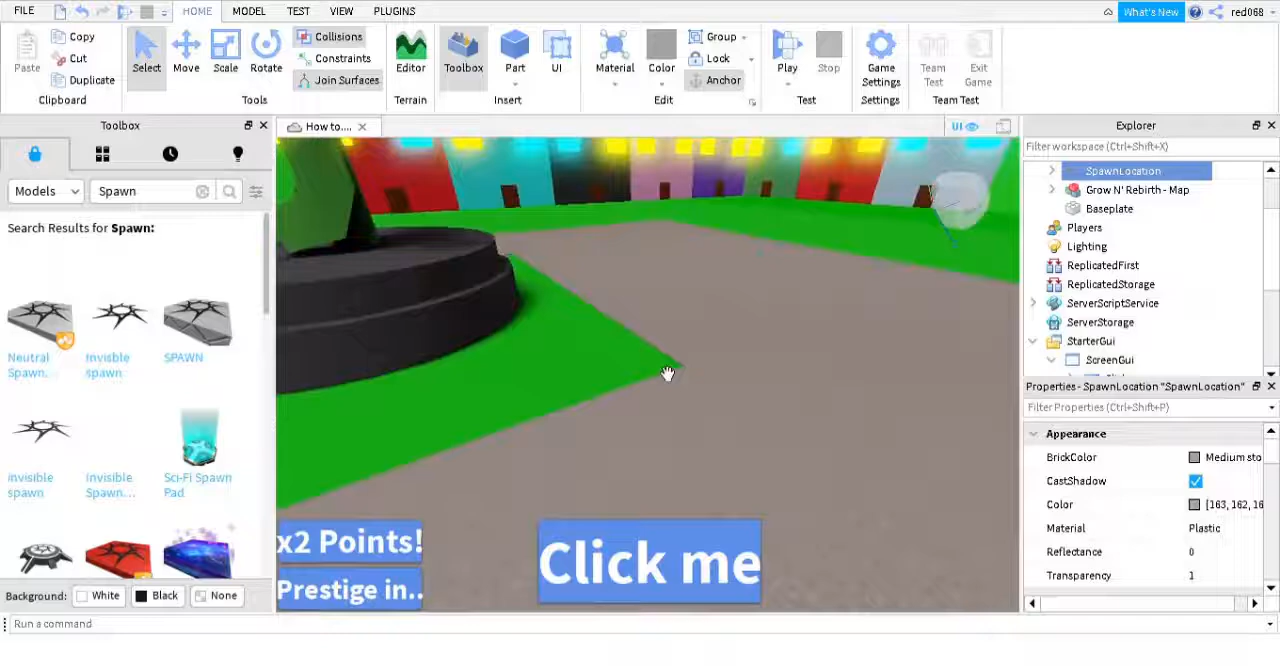 FILE HOME MODEL TEST VIEW PLUGINS What's New red068
Paste Copy Cut Duplicate Clipboard
Select Move Scale Rotate Collisions Constraints Join Surfaces Tools
Editor Terrain
Toolbox Part UI Insert
Material Color Group Lock Anchor Edit
Play Stop Test
Game Settings Settings
Team Test Exit Game Team Test
Toolbox
How to....
UI
Models Spawn
Search Results for Spawn:
Neutral Spawn...
Invisble spawn
SPAWN
invisible spawn
Invisible Spawn...
Sci-Fi Spawn Pad
Background: White Black None
Run a command
x2 Points!
Prestige in..
Click me
Explorer
Filter workspace (Ctrl+Shift+X)
SpawnLocation
Grow N' Rebirth - Map
Baseplate
Players
Lighting
ReplicatedFirst
ReplicatedStorage
ServerScriptService
ServerStorage
StarterGui
ScreenGui
Properties - SpawnLocation "SpawnLocation"
Filter Properties (Ctrl+Shift+P)
Appearance
BrickColor Medium sto
CastShadow
Color [163, 162, 16
Material Plastic
Reflectance 0
Transparency 1